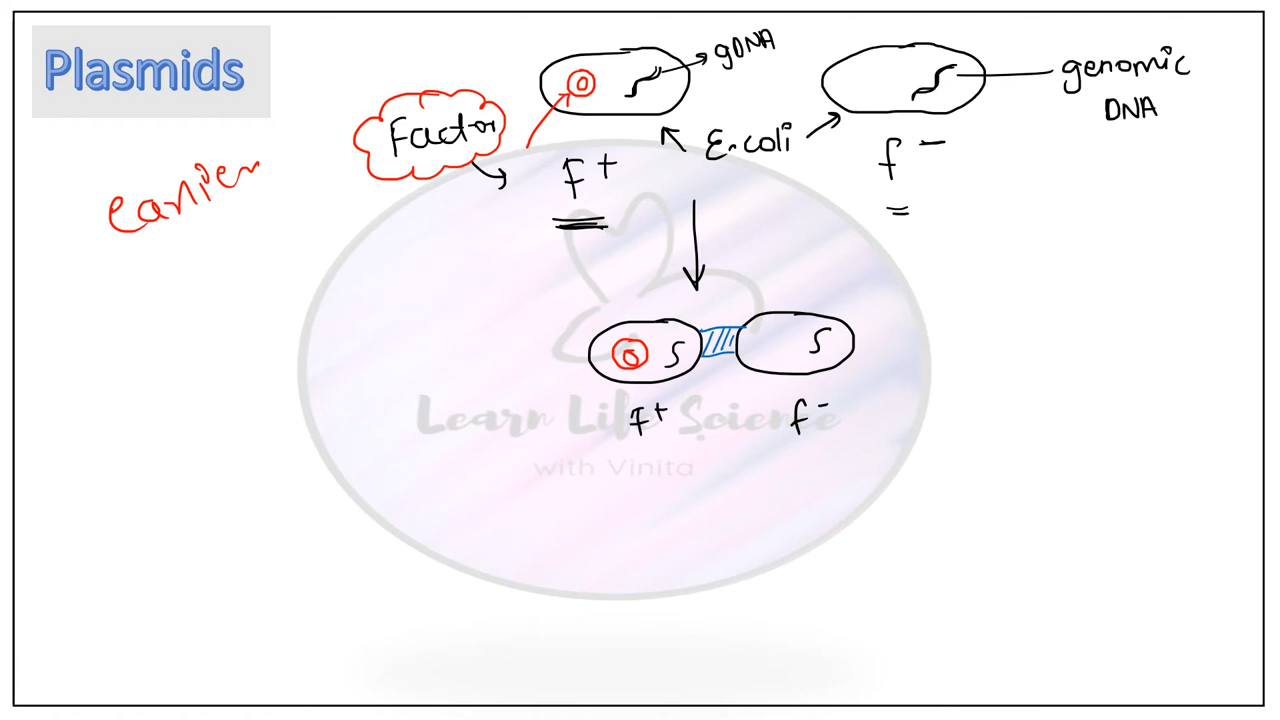 Plasmids
gDNA
genomic
DNA
Factor
E.coli
f+
f-
earlier
F+
f-
Learn Life Science
with Vinita